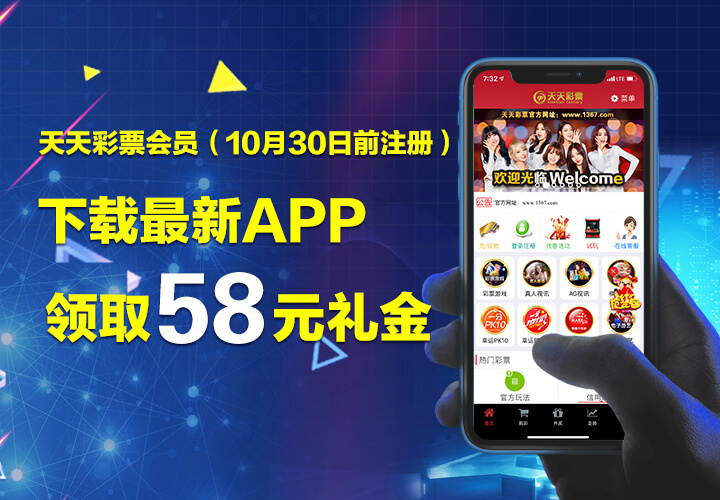 天天彩票会员（10月30日前注册）
下载最新APP
领取58元礼金
7:32
LTE
天天彩票
菜单
天天彩票官方网址：www.1367.com
欢迎光临Welcome
公告 官方网址：www.1367.com
登录注册 优惠活动 试玩 在线客服
彩票游戏 真人视讯 AG视讯
一分 PK10
幸运PK10
热门彩票
官方玩法
首页 购彩 开奖 走势